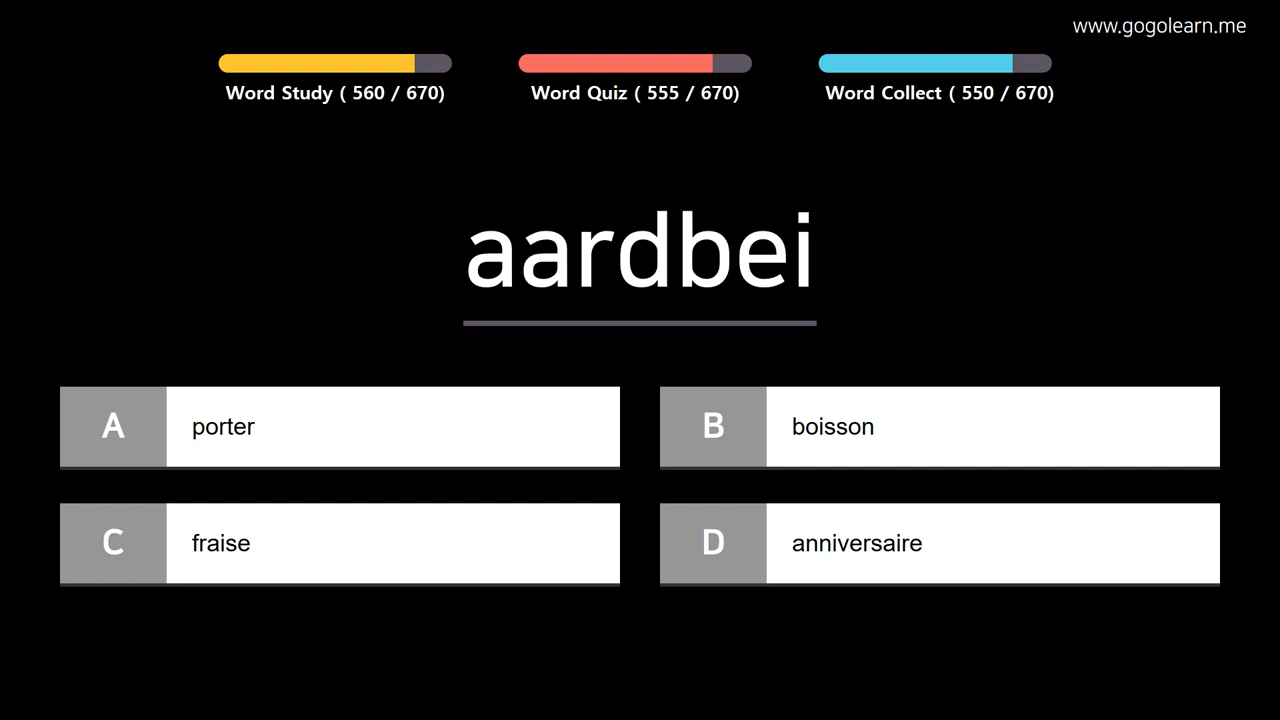 www.gogolearn.me
Word Study ( 560 / 670)
Word Quiz ( 555 / 670)
Word Collect ( 550 / 670)
aardbei
A porter
B boisson
C fraise
D anniversaire